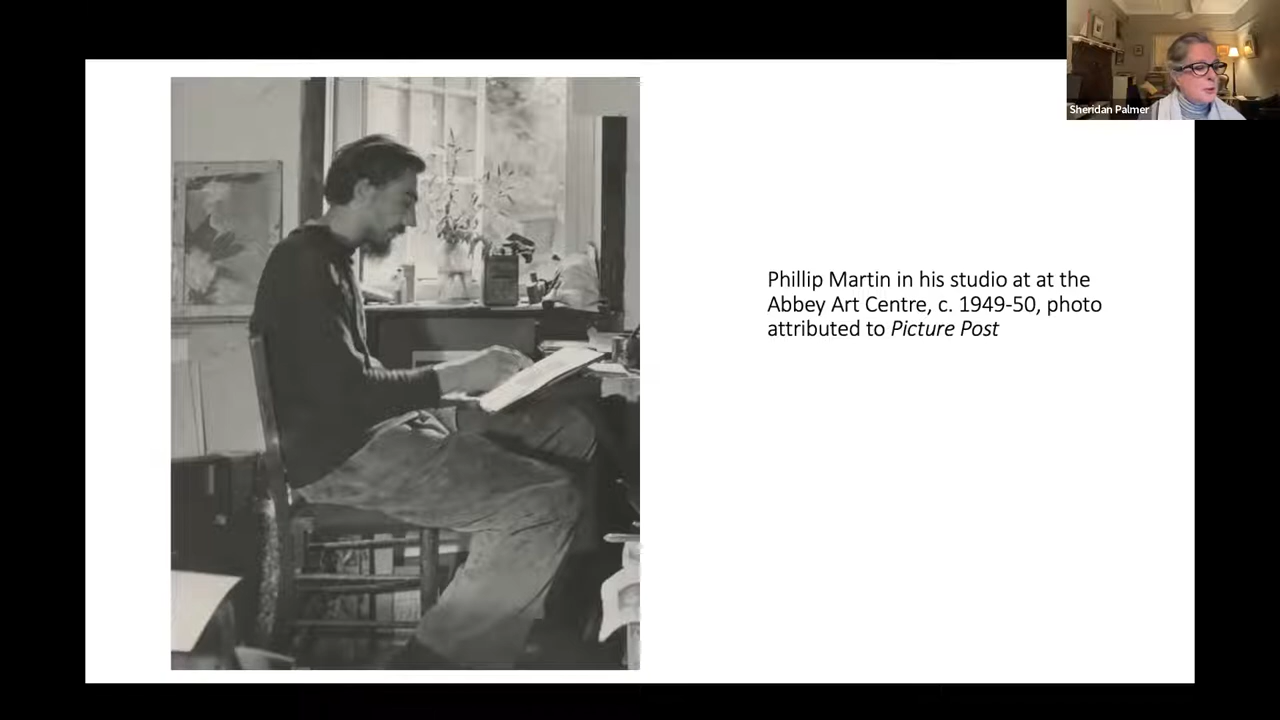 Sheridan Palmer
Phillip Martin in his studio at at the
Abbey Art Centre, c. 1949-50, photo
attributed to Picture Post